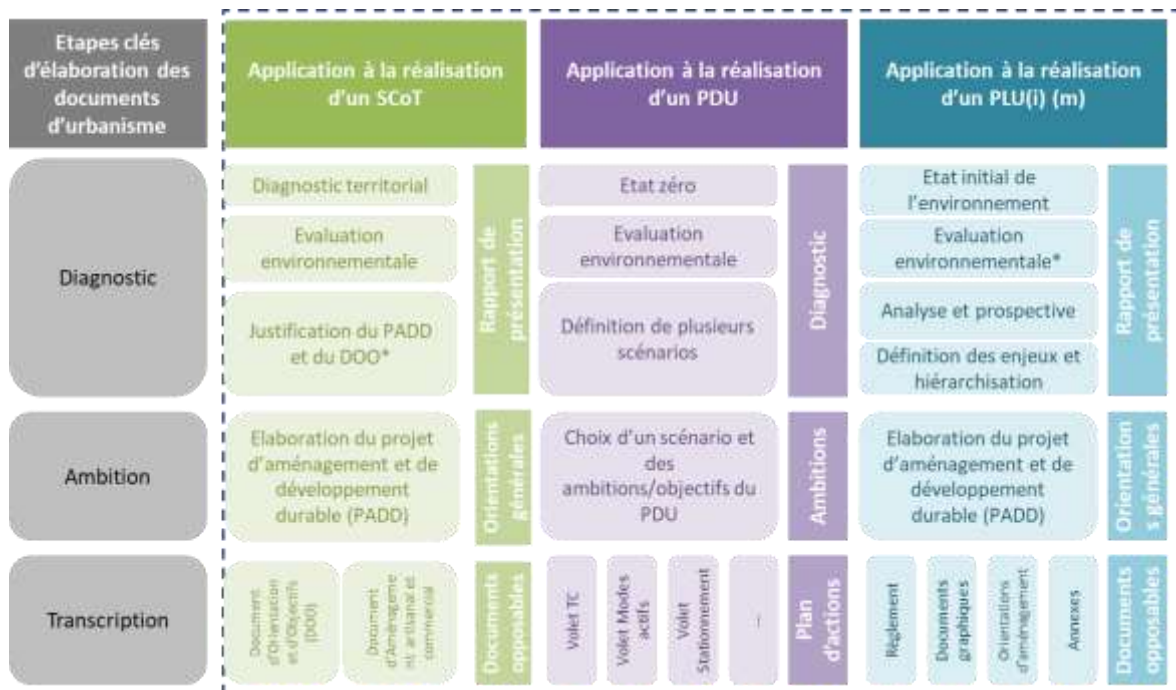 Etapes clés
d'élaboration des
documents
d'urbanisme
Application à la réalisation
d'un SCoT
Application à la réalisation
d'un PDU
Application à la réalisation
d'un PLU(i) (m)
Diagnostic
Diagnostic territorial
Evaluation
environnementale
Justification du PADD
et du DOO*
Rapport de
présentation
Etat zéro
Evaluation
environnementale
Définition de plusieurs
scénarios
Diagnostic
Etat initial de
l'environnement
Evaluation
environnementale*
Analyse et prospective
Définition des enjeux et
hiérarchisation
Rapport de
présentation
Ambition
Elaboration du projet
d'aménagement et de
développement
durable (PADD)
Orientations
générales
Choix d'un scénario et
des
ambitions/objectifs du
PDU
Ambitions
Elaboration du projet
d'aménagement et de
développement
durable (PADD)
Orientation
s générales
Transcription
Document
d'Orientation
et d'Objectifs
(DOO)
Document
d'Aménageme
nt artisanal et
commercial
Documents
opposables
Volet TC
Volet Modes
actifs
Volet
Stationnement
Plan
d'actions
Règlement
Documents
graphiques
Orientations
d'aménagement
Annexes
Documents
opposables